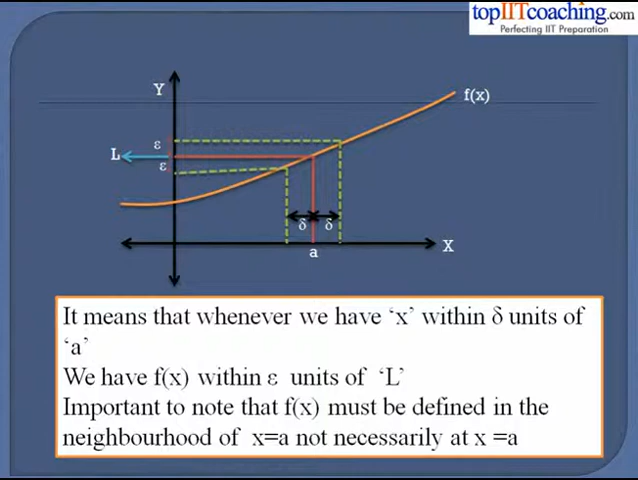 topIITcoaching.com
Perfecting IIT Preparation
Y
f(x)
ε
L
ε
δ δ
X
a
It means that whenever we have ‘x’ within δ units of
‘a’
We have f(x) within ε units of ‘L’
Important to note that f(x) must be defined in the
neighbourhood of x=a not necessarily at x =a